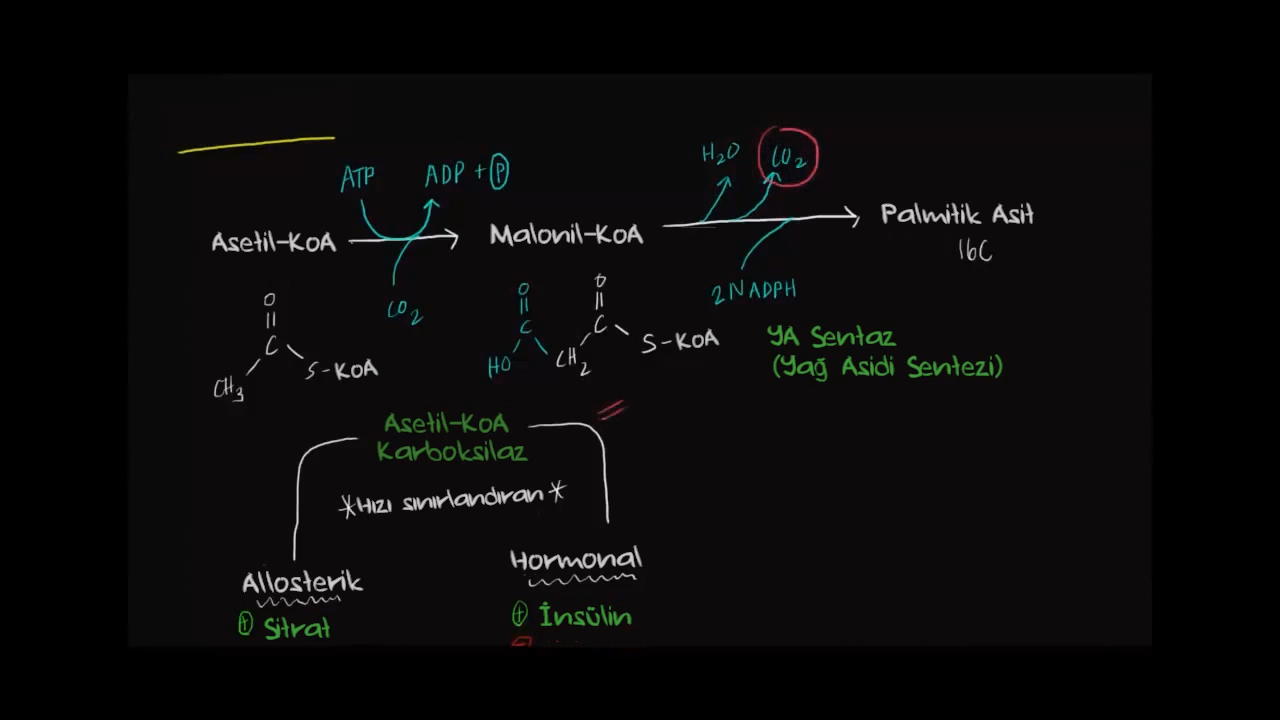 H₂O
CO₂
ATP
ADP + P
Asetil-KoA
Malonil-KoA
Palmitik Asit
16C
CO₂
2NADPH
O
C
CH₃
S-KoA
O
C
HO
CH₂
O
C
S-KoA
YA Sentaz
(Yağ Asidi Sentezi)
Asetil-KoA
Karboksilaz
*Hızı sınırlandıran*
Allosterik
+ Sitrat
Hormonal
+ İnsülin